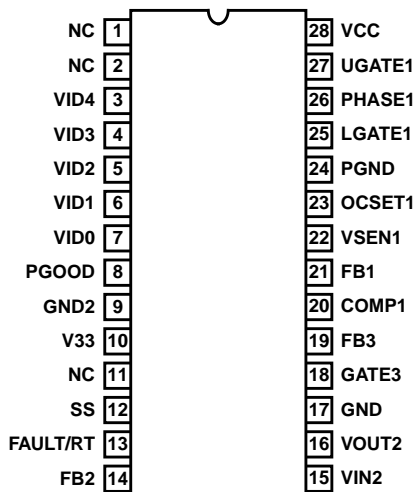 NC 1 28 VCC
NC 2 27 UGATE1
VID4 3 26 PHASE1
VID3 4 25 LGATE1
VID2 5 24 PGND
VID1 6 23 OCSET1
VID0 7 22 VSEN1
PGOOD 8 21 FB1
GND2 9 20 COMP1
V33 10 19 FB3
NC 11 18 GATE3
SS 12 17 GND
FAULT/RT 13 16 VOUT2
FB2 14 15 VIN2